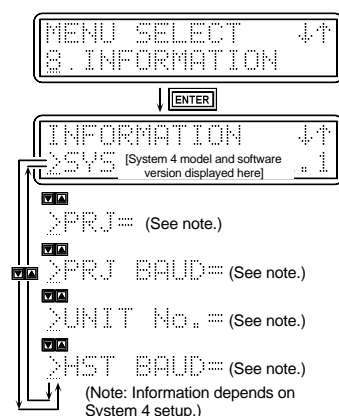 MENU SELECT ↓↑
8.INFORMATION
↓ ENTER
INFORMATION ↓↑
>SYS [System 4 model and software version displayed here] .1
▼▲
>PRJ= (See note.)
▼▲
▼▲ >PRJ BAUD= (See note.)
▼▲
>UNIT No.= (See note.)
▼▲
>HST BAUD= (See note.)
(Note: Information depends on
System 4 setup.)